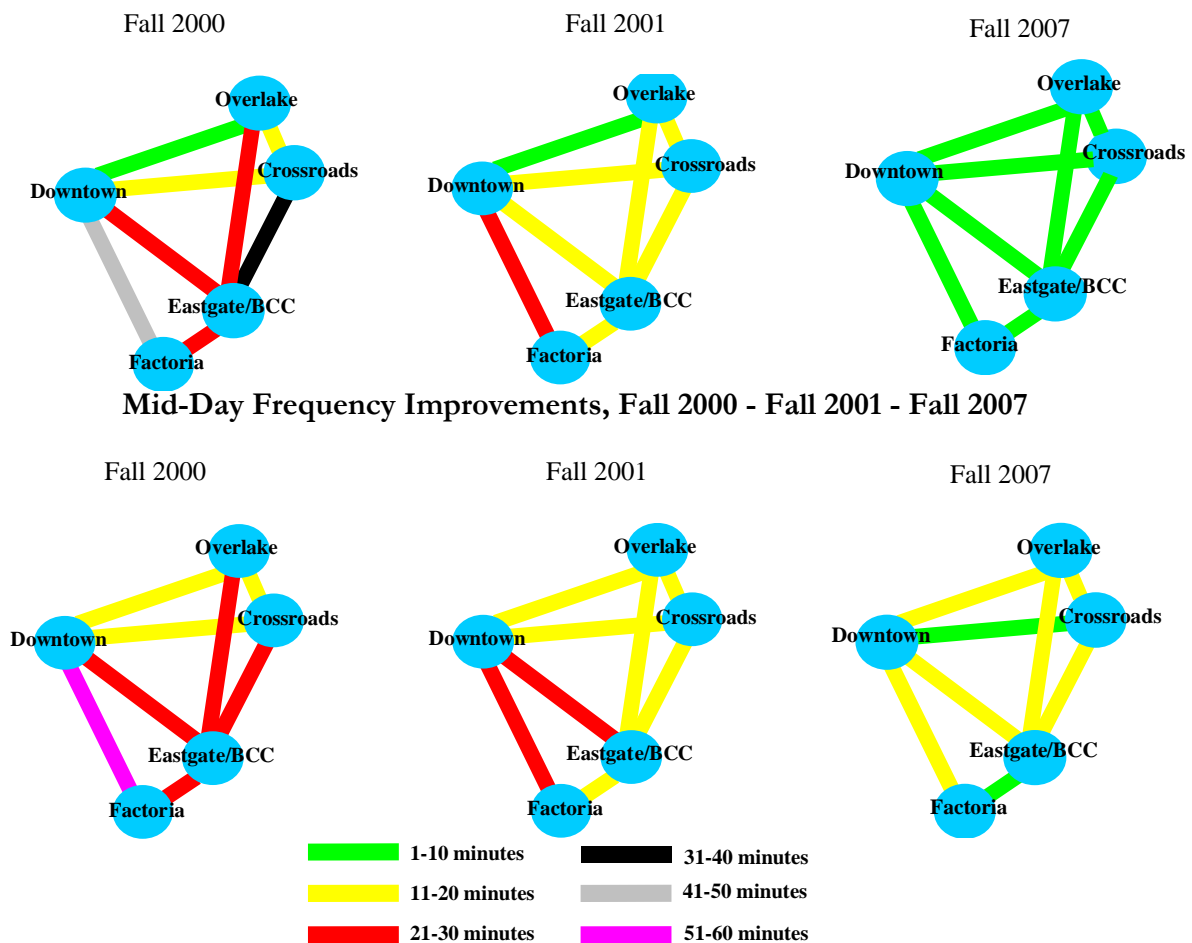 Fall 2000
Fall 2001
Fall 2007
Overlake
Crossroads
Downtown
Eastgate/BCC
Factoria
Overlake
Crossroads
Downtown
Eastgate/BCC
Factoria
Overlake
Crossroads
Downtown
Eastgate/BCC
Factoria
Mid-Day Frequency Improvements, Fall 2000 - Fall 2001 - Fall 2007
Fall 2000
Fall 2001
Fall 2007
Overlake
Crossroads
Downtown
Eastgate/BCC
Factoria
Overlake
Crossroads
Downtown
Eastgate/BCC
Factoria
Overlake
Crossroads
Downtown
Eastgate/BCC
Factoria
1-10 minutes
11-20 minutes
21-30 minutes
31-40 minutes
41-50 minutes
51-60 minutes